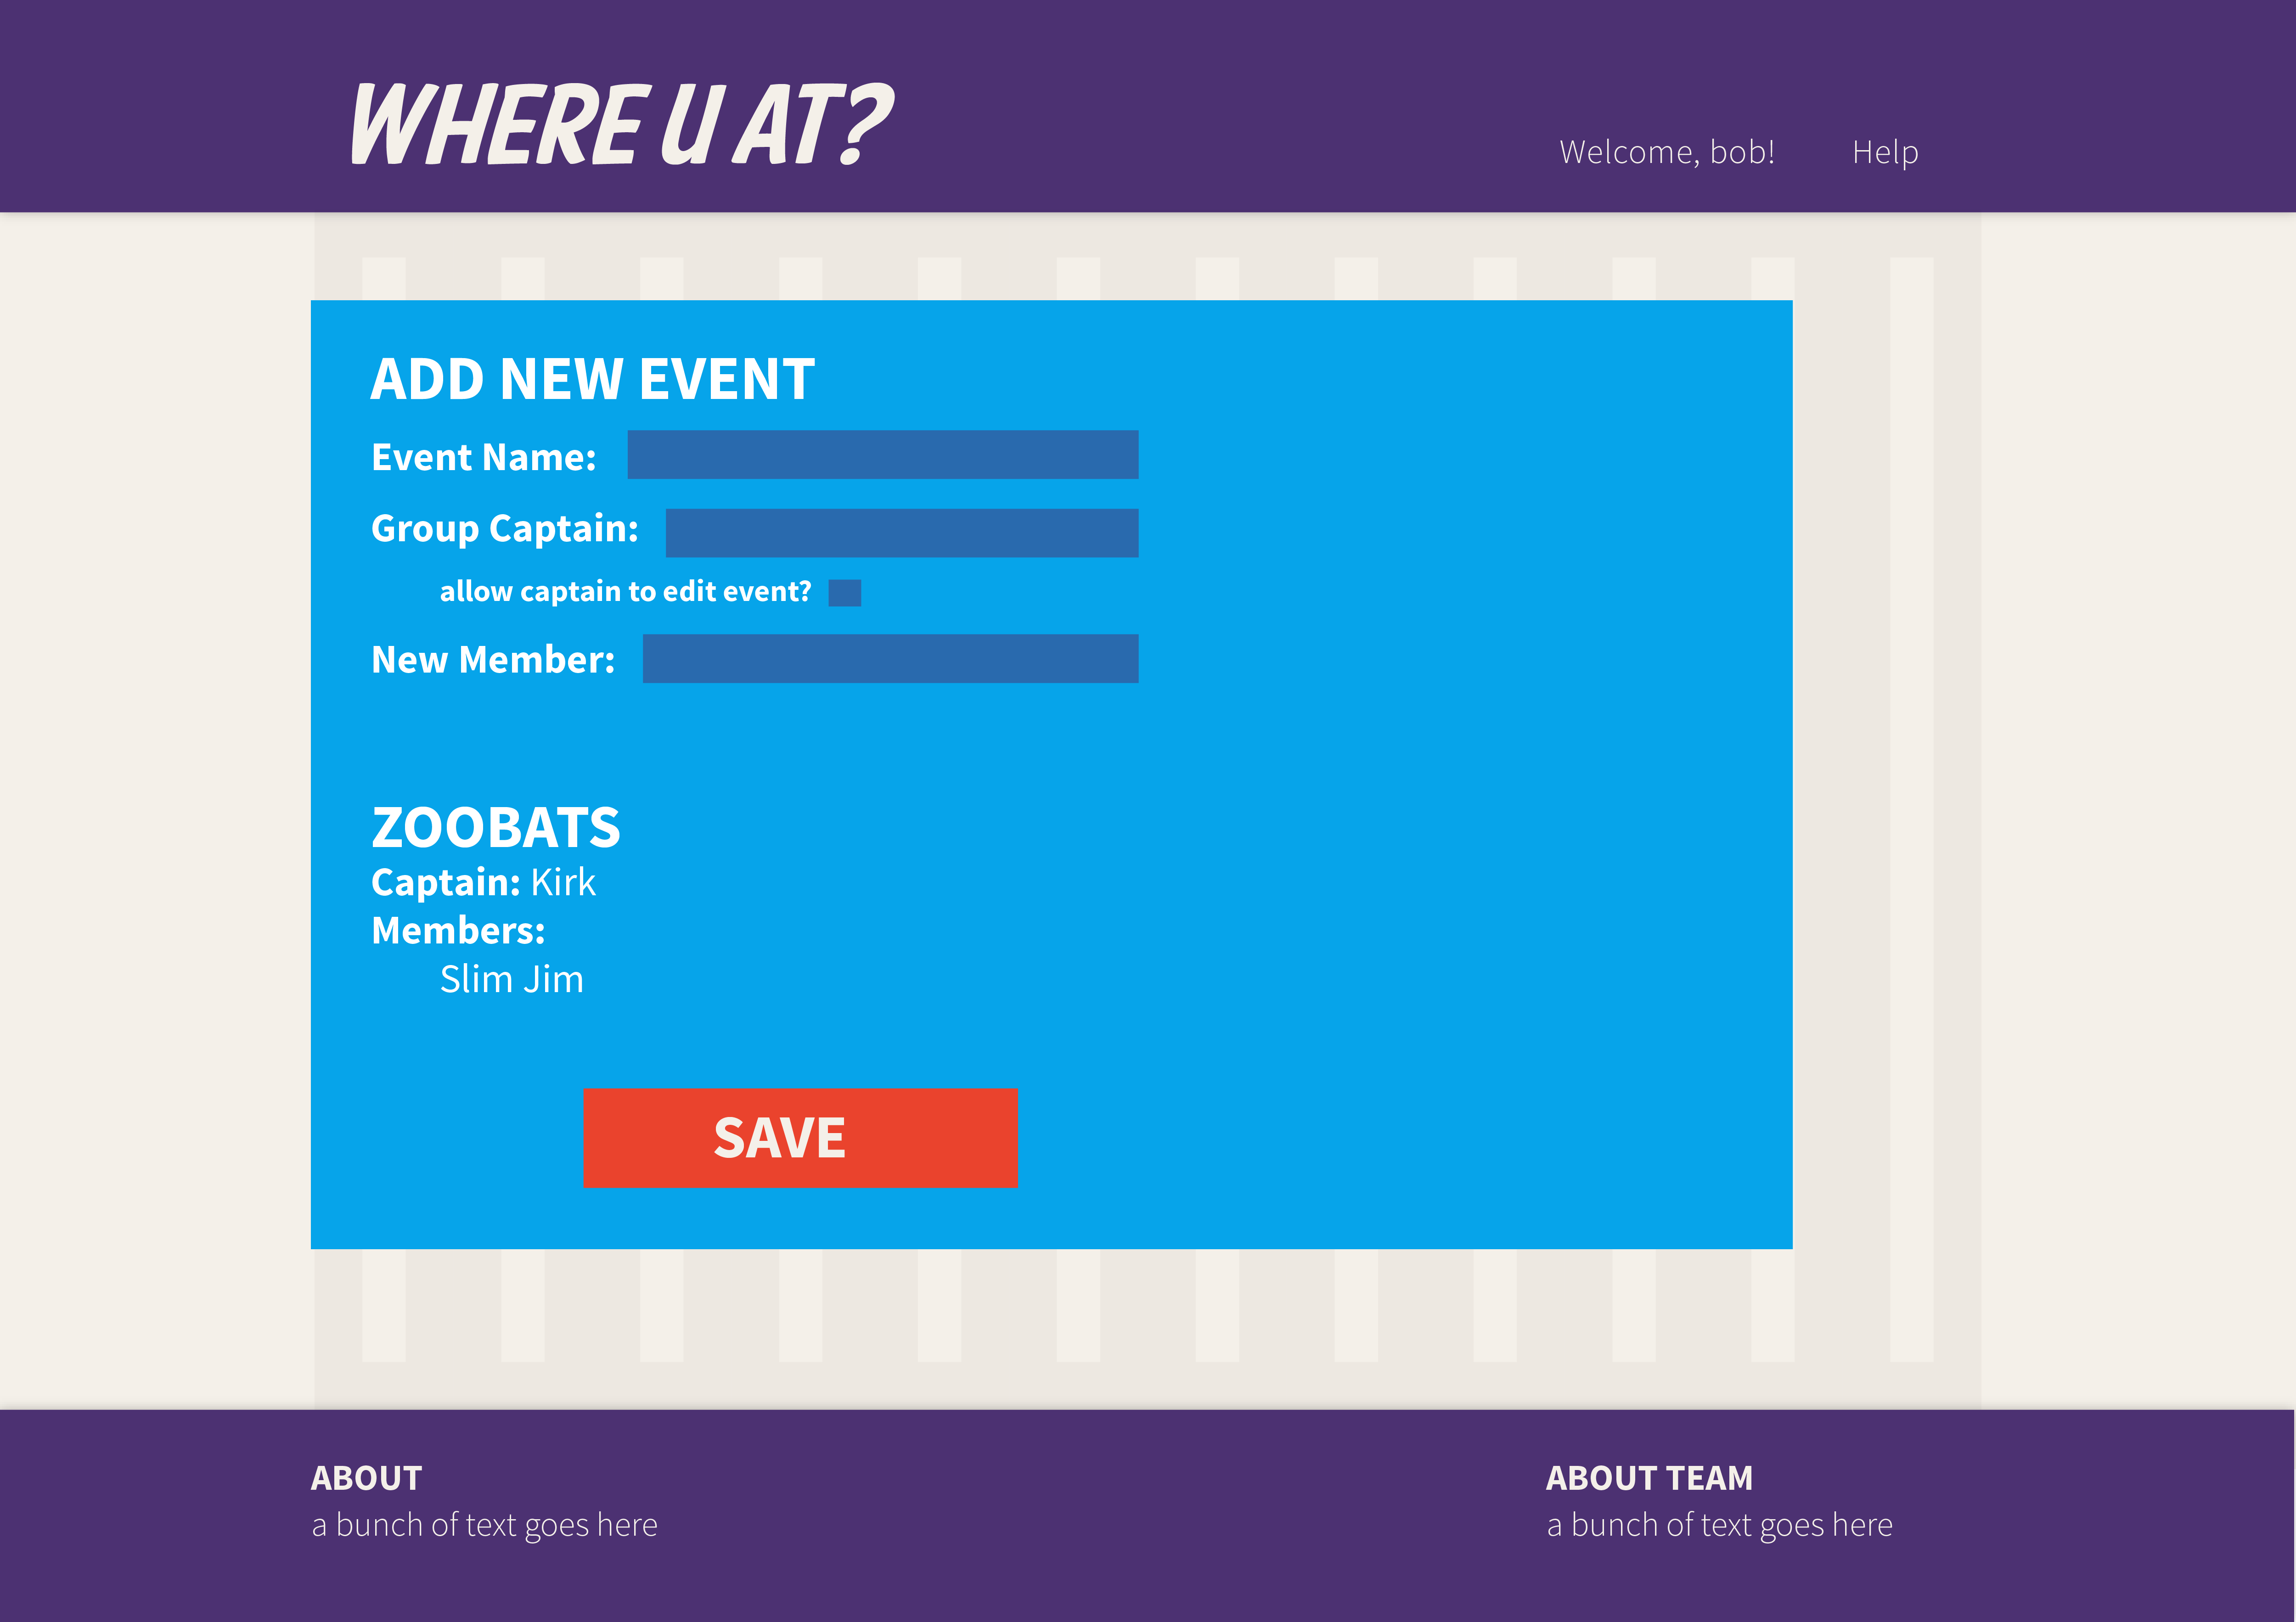 WHERE U AT?
Welcome, bob! Help
ADD NEW EVENT
Event Name:
Group Captain:
allow captain to edit event?
New Member:
ZOOBATS
Captain: Kirk
Members:
Slim Jim
SAVE
ABOUT
a bunch of text goes here
ABOUT TEAM
a bunch of text goes here